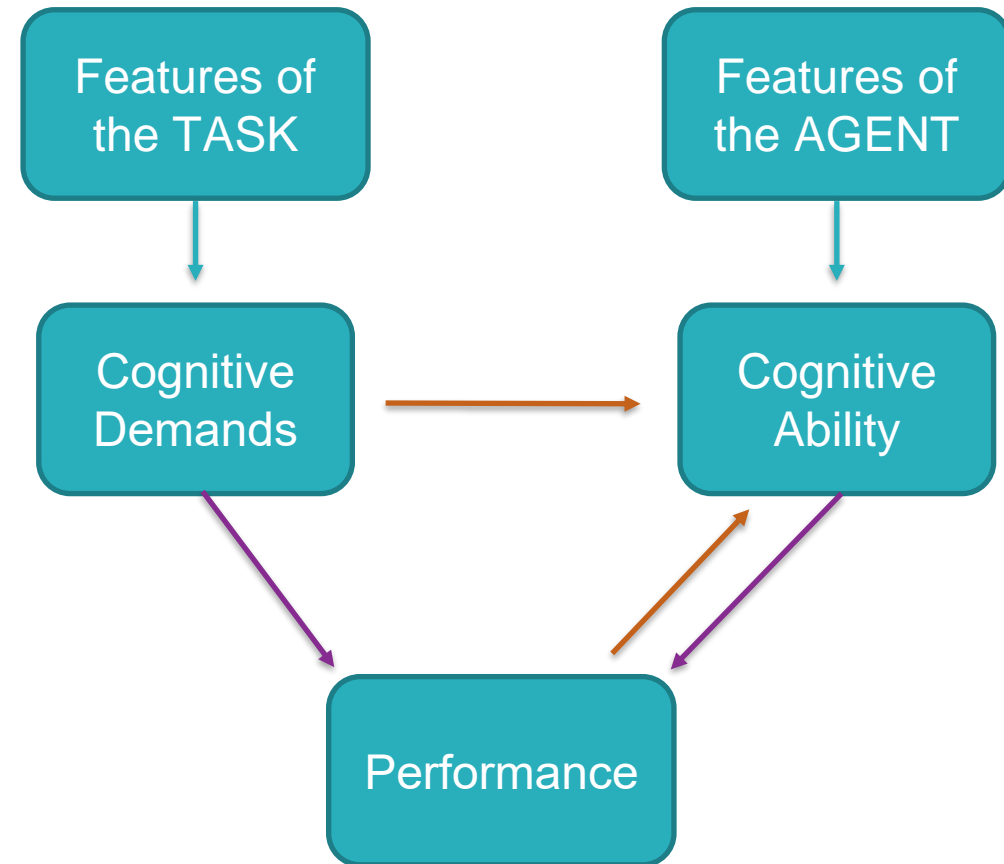 Features of
the TASK
Features of
the AGENT
Cognitive
Demands
Cognitive
Ability
Performance